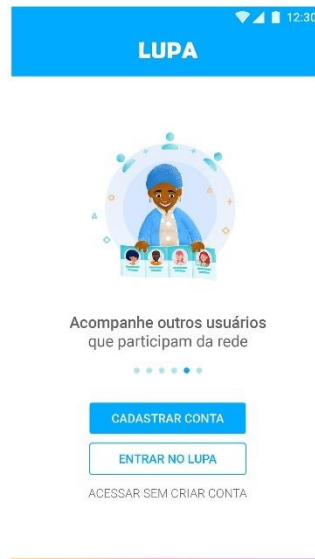 12:30
LUPA
Acompanhe outros usuários
que participam da rede
CADASTRAR CONTA
ENTRAR NO LUPA
ACESSAR SEM CRIAR CONTA